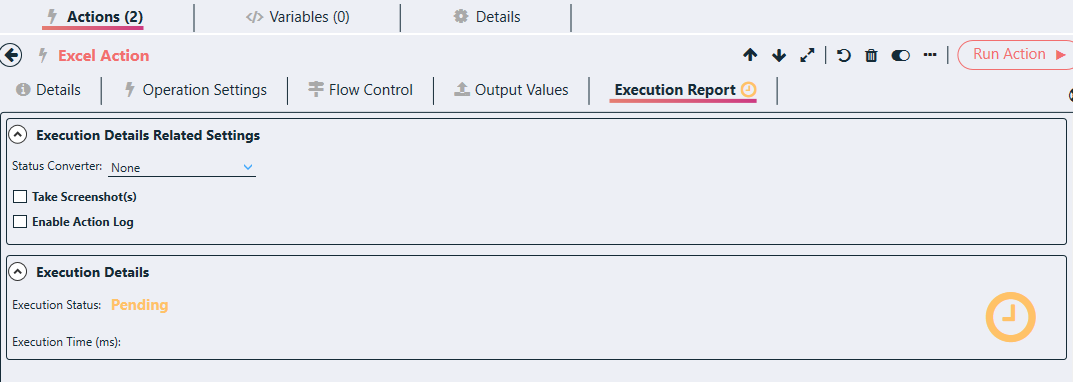 Actions (2)
</> Variables (0)
Details
Excel Action
Run Action
Details
Operation Settings
Flow Control
Output Values
Execution Report
Execution Details Related Settings
Status Converter: None
Take Screenshot(s)
Enable Action Log
Execution Details
Execution Status: Pending
Execution Time (ms):